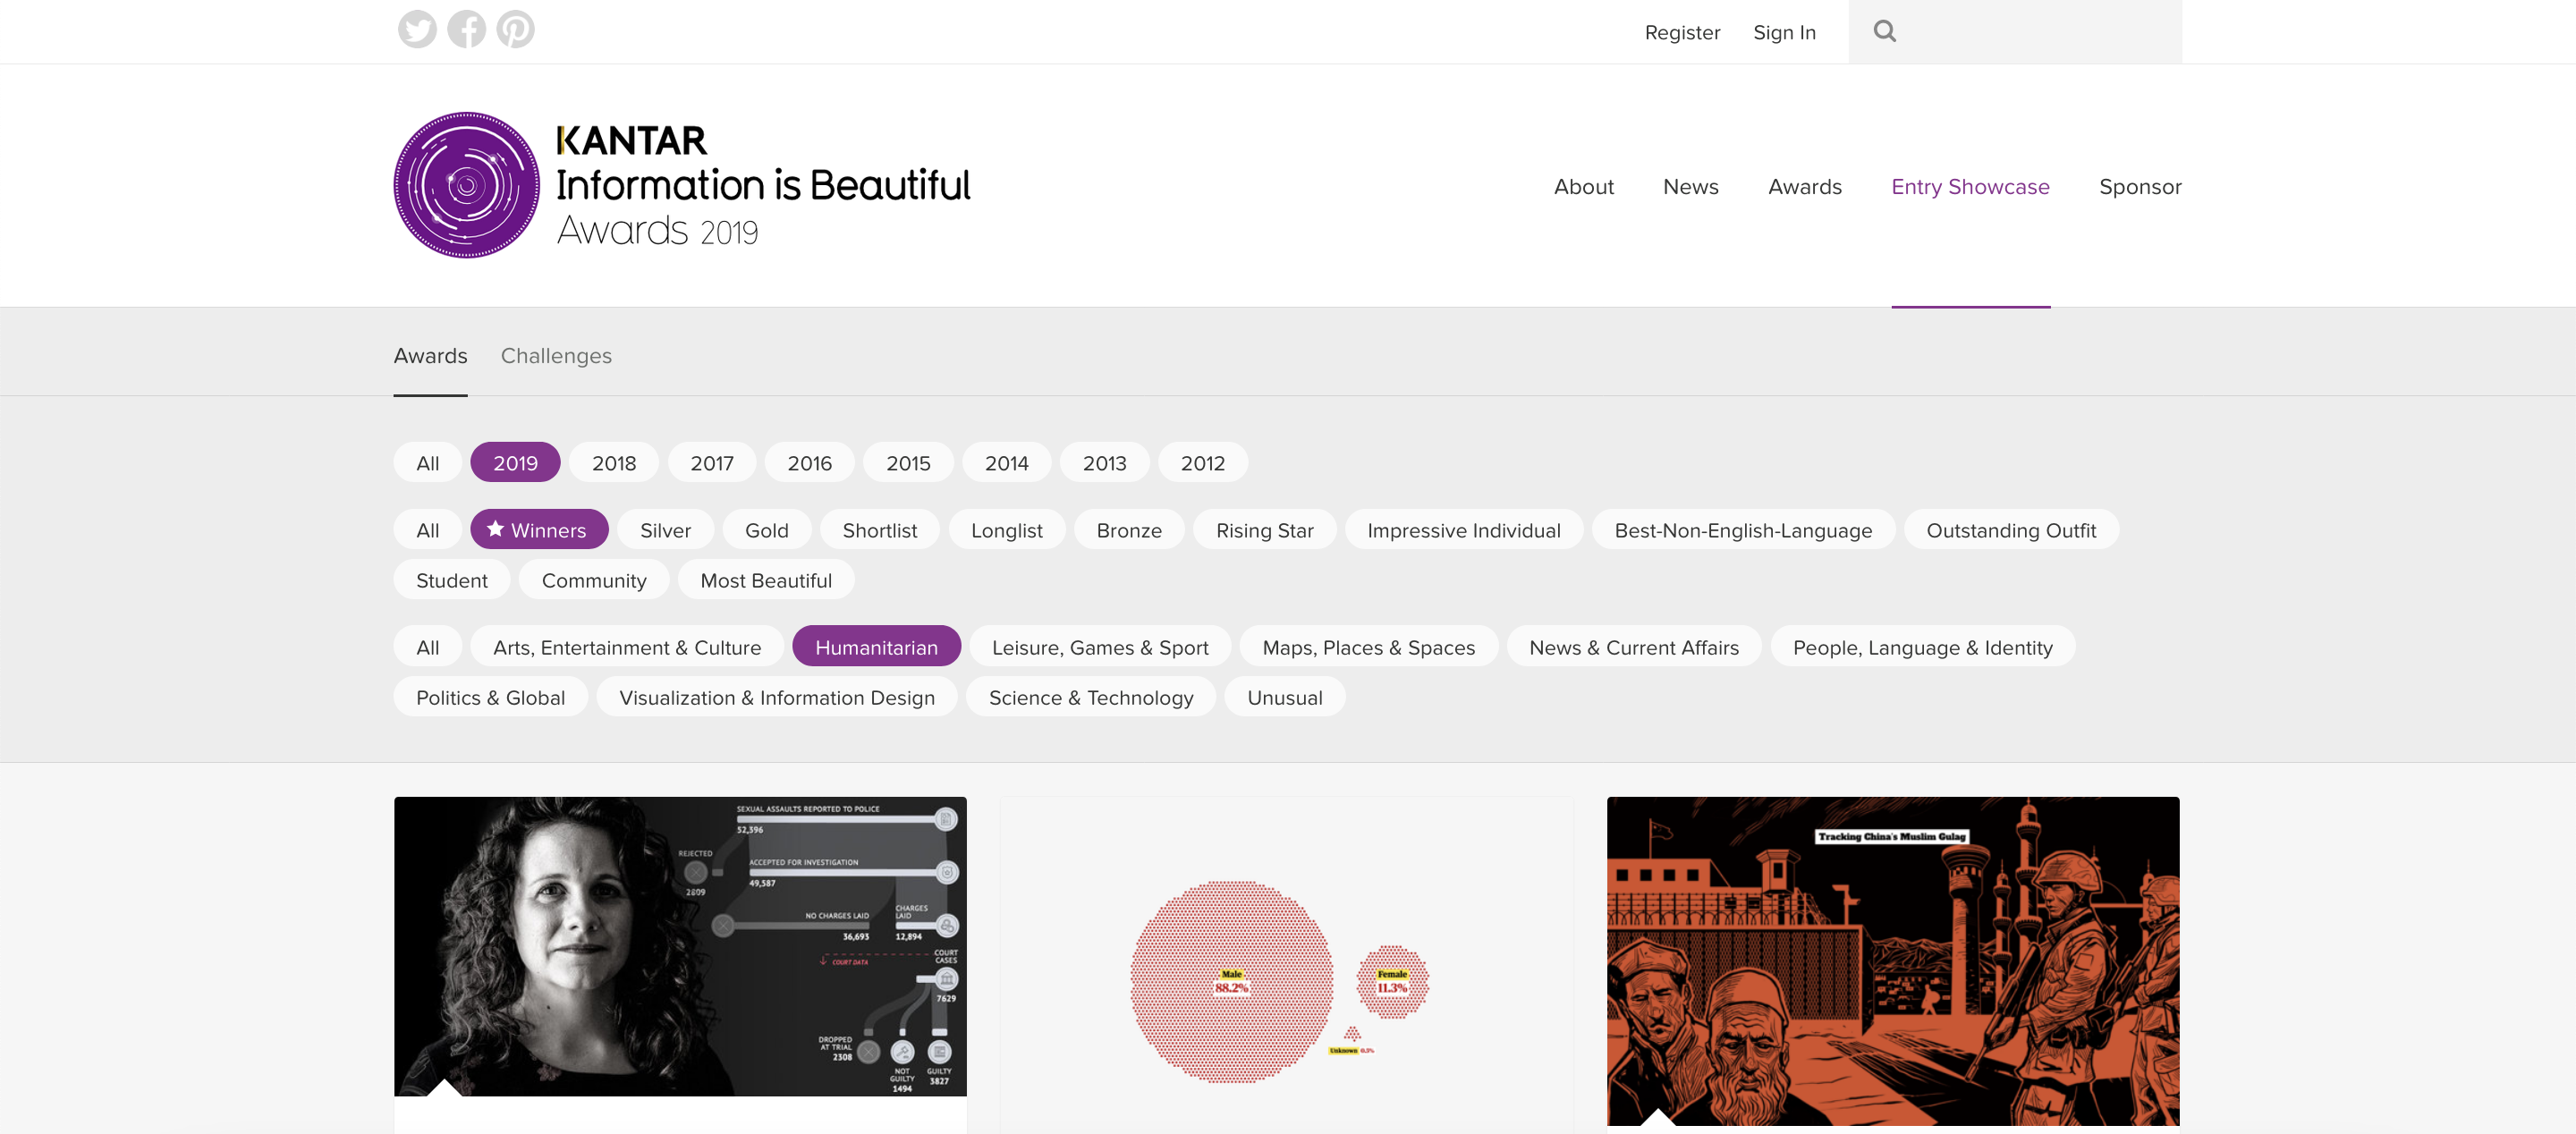 Register Sign In
KANTAR
Information is Beautiful
Awards 2019
About News Awards Entry Showcase Sponsor
Awards Challenges
All 2019 2018 2017 2016 2015 2014 2013 2012
All Winners Silver Gold Shortlist Longlist Bronze Rising Star Impressive Individual Best-Non-English-Language Outstanding Outfit
Student Community Most Beautiful
All Arts, Entertainment & Culture Humanitarian Leisure, Games & Sport Maps, Places & Spaces News & Current Affairs People, Language & Identity
Politics & Global Visualization & Information Design Science & Technology Unusual
SEXUAL ASSAULTS REPORTED TO POLICE
52,396
REJECTED
2809
ACCEPTED FOR INVESTIGATION
49,587
NO CHARGES LAID
36,693
CHARGES
LAID
12,894
COURT DATA
COURT
CASES
7629
DROPPED
AT TRIAL
2308
NOT
GUILTY
1494
GUILTY
3827
Male
88.2%
Female
11.3%
Unknown 0.5%
Tracking China's Muslim Gulag